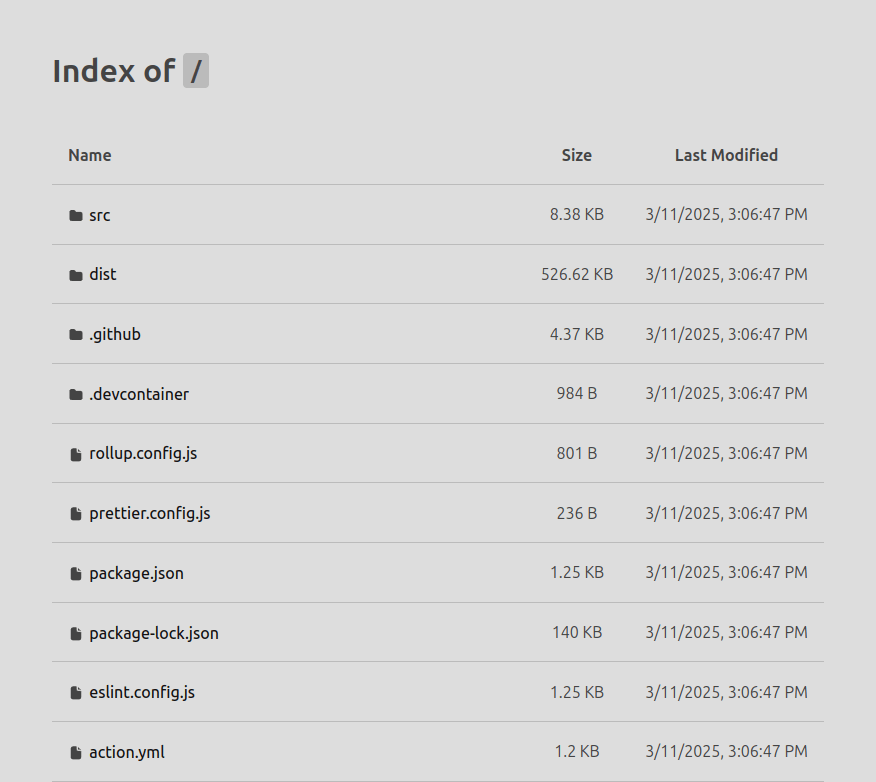 Index of /
Name Size Last Modified
src 8.38 KB 3/11/2025, 3:06:47 PM
dist 526.62 KB 3/11/2025, 3:06:47 PM
.github 4.37 KB 3/11/2025, 3:06:47 PM
.devcontainer 984 B 3/11/2025, 3:06:47 PM
rollup.config.js 801 B 3/11/2025, 3:06:47 PM
prettier.config.js 236 B 3/11/2025, 3:06:47 PM
package.json 1.25 KB 3/11/2025, 3:06:47 PM
package-lock.json 140 KB 3/11/2025, 3:06:47 PM
eslint.config.js 1.25 KB 3/11/2025, 3:06:47 PM
action.yml 1.2 KB 3/11/2025, 3:06:47 PM